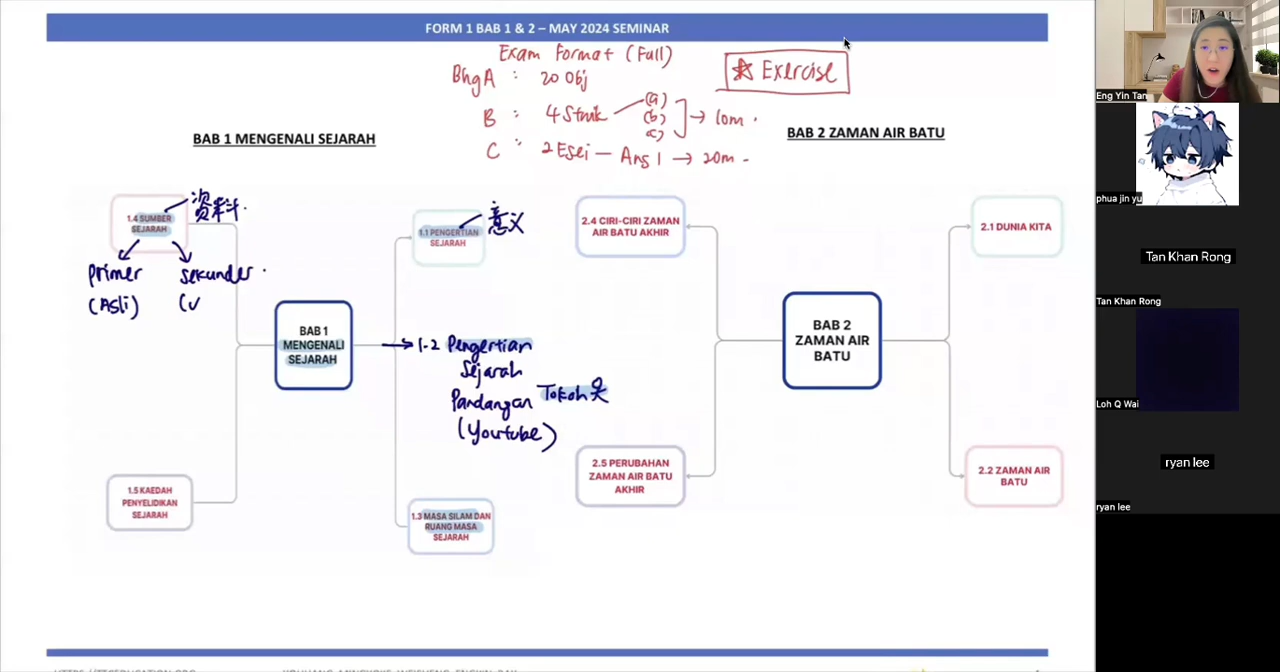 FORM 1 BAB 1 & 2 – MAY 2024 SEMINAR
Exam Format (Full)
BhgA : 20 Obj
B : 4 Struk (a) (b) (c) → 10m.
C : 2 Esei – Ans 1 → 20m.
☆ Exercise
BAB 1 MENGENALI SEJARAH
1.4 SUMBER
SEJARAH
资料.
Primer
(Asli)
Sekunder.
(
1.1 PENGERTIAN
SEJARAH
意义
BAB 1
MENGENALI
SEJARAH
1.2 Pengertian
Sejarah
Pandangan Tokoh
(Youtube)
1.5 KAEDAH
PENYELIDIKAN
SEJARAH
1.3 MASA SILAM DAN
RUANG MASA
SEJARAH
BAB 2 ZAMAN AIR BATU
2.4 CIRI-CIRI ZAMAN
AIR BATU AKHIR
2.1 DUNIA KITA
BAB 2
ZAMAN AIR
BATU
2.5 PERUBAHAN
ZAMAN AIR BATU
AKHIR
2.2 ZAMAN AIR
BATU
Eng Yin Tan
phua jin yu
Tan Khan Rong
Tan Khan Rong
Loh Q Wai
ryan lee
ryan lee